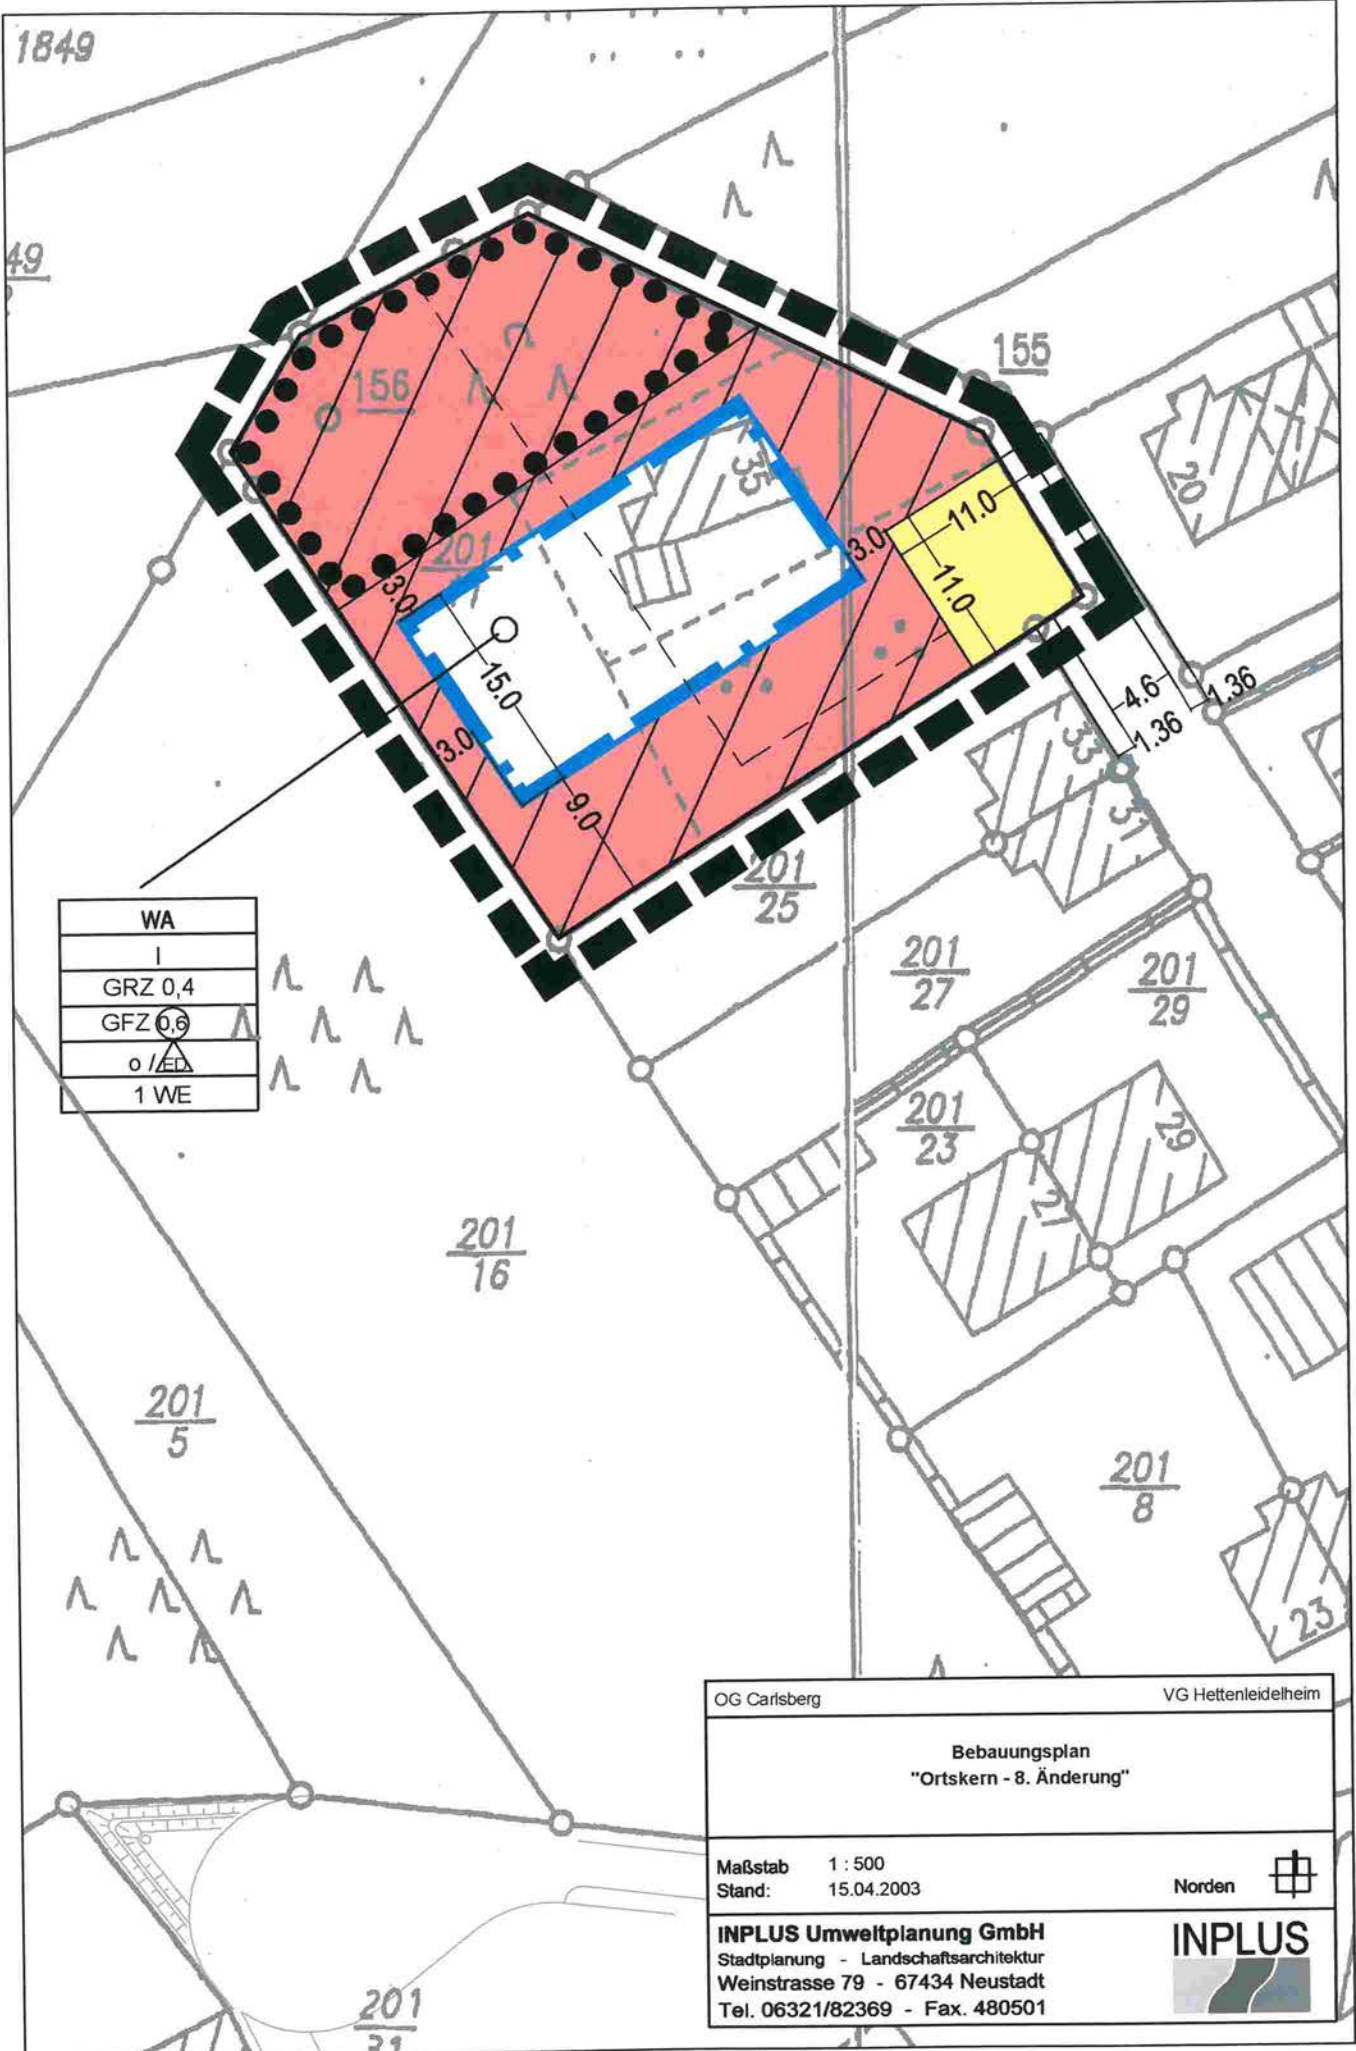 1849
49
155
156
20
35
201
11.0
3.0
11.0
3.0
15.0
3.0
9.0
4.6
1.36
1.36
33
31
201
25
WA
I
GRZ 0,4
GFZ 0,6
o / ED
1 WE
201
27
201
29
201
23
29
27
201
16
201
5
201
8
23
OG Carlsberg VG Hettenleidelheim
Bebauungsplan
"Ortskern - 8. Änderung"
Maßstab 1 : 500
Stand: 15.04.2003
Norden
INPLUS Umweltplanung GmbH
Stadtplanung - Landschaftsarchitektur
Weinstrasse 79 - 67434 Neustadt
Tel. 06321/82369 - Fax. 480501
INPLUS
201